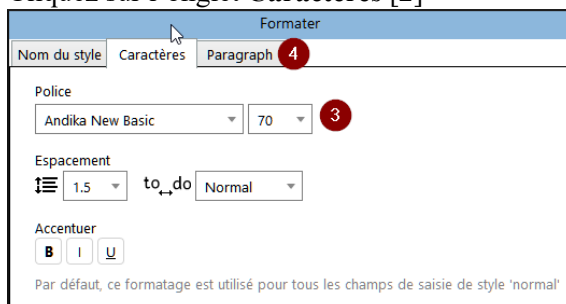 Cliquez sur l'onglet Caractères [2]
Formater
Nom du style Caractères Paragraph 4
Police
Andika New Basic 70 3
Espacement
1.5 to do Normal
Accentuer
B I U
Par défaut, ce formatage est utilisé pour tous les champs de saisie de style 'normal'